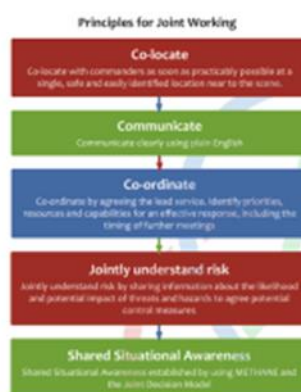 Principles for Joint Working
Co-locate
Co-locate with commanders as soon as practicably possible at a
single, safe and easily identified location near to the scene.
Communicate
Communicate clearly using plain English
Co-ordinate
Co-ordinate by agreeing the lead service. Identify priorities,
resources and capabilities for an effective response, including the
timing of further meetings
Jointly understand risk
Jointly understand risk by sharing information about the likelihood
and potential impact of threats and hazards to agree potential
control measures
Shared Situational Awareness
Shared Situational Awareness established by using METHANE and
the Joint Decision Model